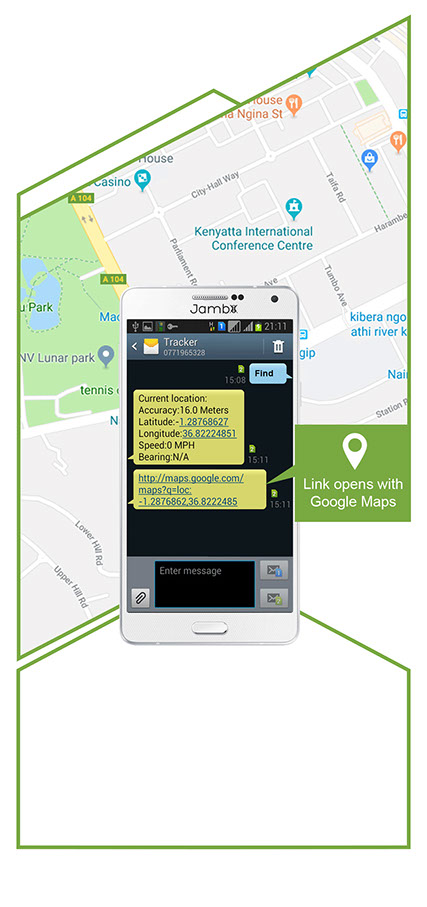 House
na Ngina St
House
Casino
City-Hall Way
Taifa Rd
A 104
Kenyatta International
Conference Centre
Harambe
Parliament Rd
A 104
Tumbo Ave
u Park
Mac
kibera ngo
athi river k
gip
NV Lunar park
Nair
tennis c
Station R
Lower Hill Rd
Upper Hill Rd
Jambx
21:11
Tracker
0771965328
15:08
Find
Current location:
Accuracy:16.0 Meters
Latitude:-1.28768627
Longitude:36.82224851
Speed:0 MPH
Bearing:N/A
15:11
http://maps.google.com/
maps?q=loc:
-1.2876862,36.8222485
15:11
Link opens with
Google Maps
Enter message